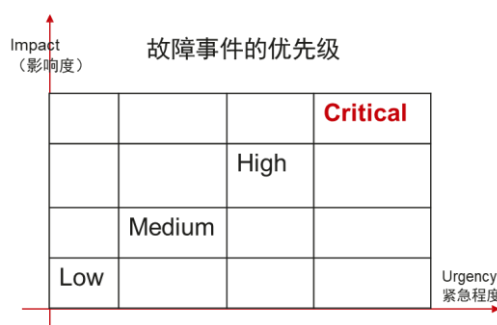 故障事件的优先级
Impact
（影响度）
Critical
High
Medium
Low
Urgency
紧急程度